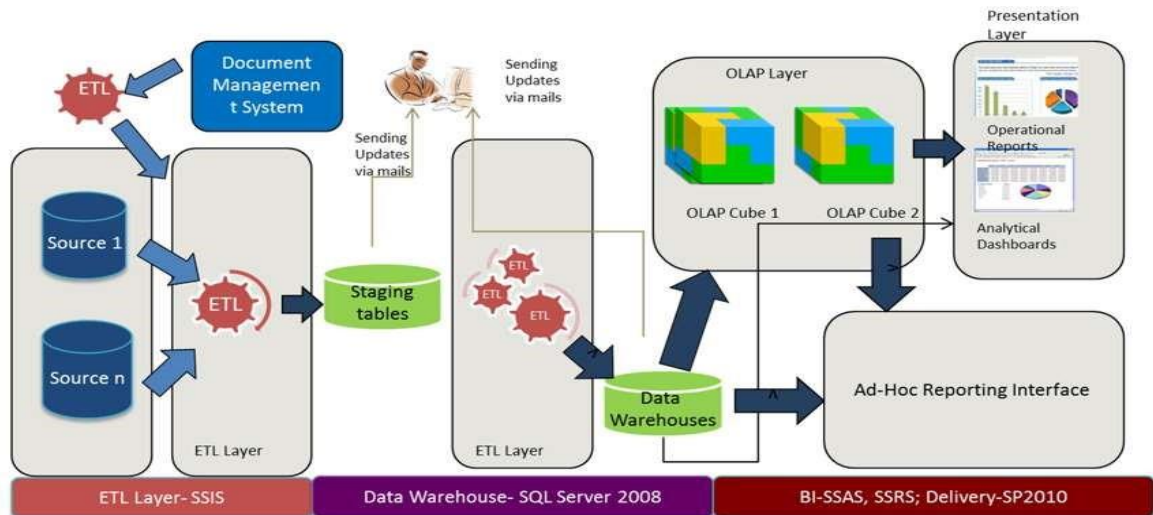 Presentation
Layer
Document
Managemen
t System
ETL
Sending
Updates
via mails
OLAP Layer
Operational
Reports
Sending
Updates
via mails
Source 1
ETL
Staging
tables
ETL
ETL
ETL
OLAP Cube 1
OLAP Cube 2
Analytical
Dashboards
Source n
Data
Warehouses
Ad-Hoc Reporting Interface
ETL Layer
ETL Layer
ETL Layer- SSIS
Data Warehouse- SQL Server 2008
BI-SSAS, SSRS; Delivery-SP2010